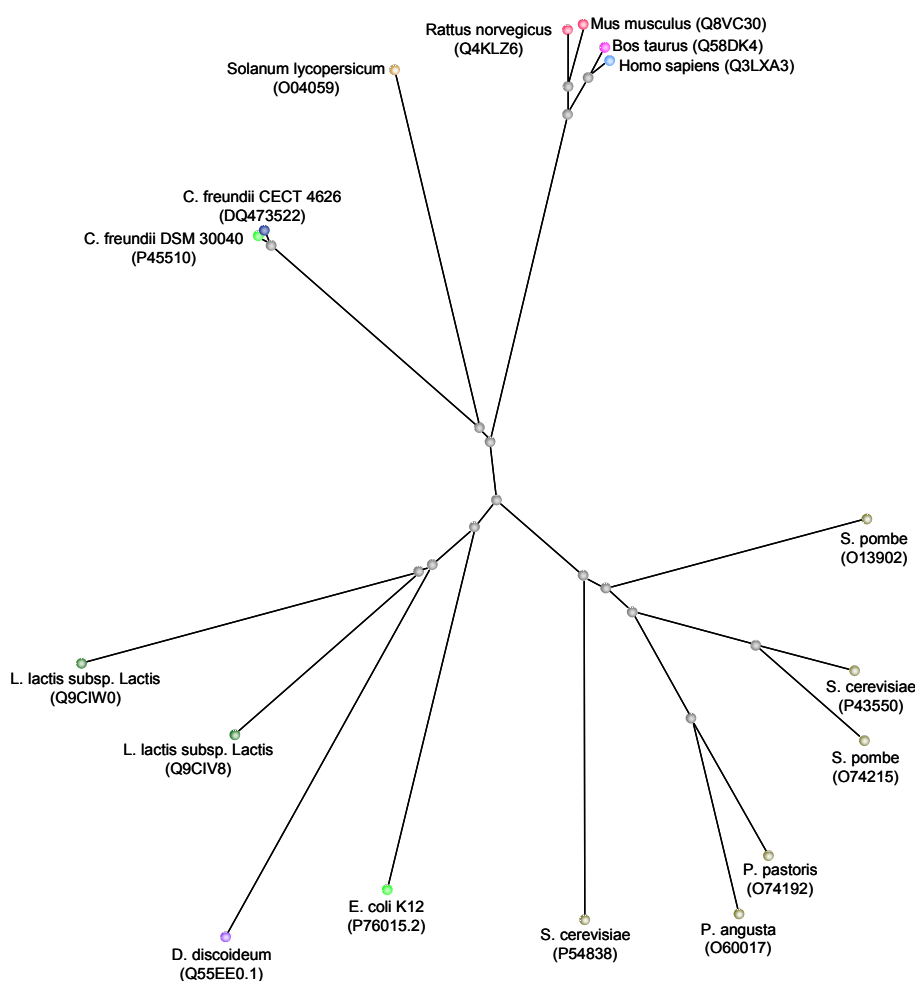 Rattus norvegicus
(Q4KLZ6)
Mus musculus (Q8VC30)
Bos taurus (Q58DK4)
Homo sapiens (Q3LXA3)
Solanum lycopersicum
(O04059)
C. freundii CECT 4626
(DQ473522)
C. freundii DSM 30040
(P45510)
S. pombe
(O13902)
L. lactis subsp. Lactis
(Q9CIW0)
S. cerevisiae
(P43550)
L. lactis subsp. Lactis
(Q9CIV8)
S. pombe
(O74215)
P. pastoris
(O74192)
E. coli K12
(P76015.2)
S. cerevisiae
(P54838)
P. angusta
(O60017)
D. discoideum
(Q55EE0.1)